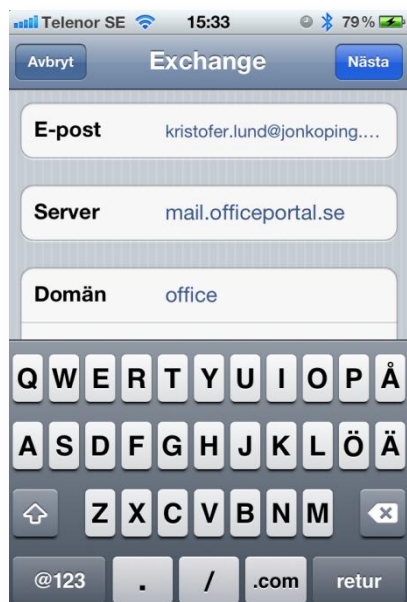 Telenor SE 15:33 79%
Avbryt Exchange Nästa
E-post kristofer.lund@jonkoping....
Server mail.officeportal.se
Domän office
Q W E R T Y U I O P Å
A S D F G H J K L Ö Ä
Z X C V B N M
@123 . / .com retur